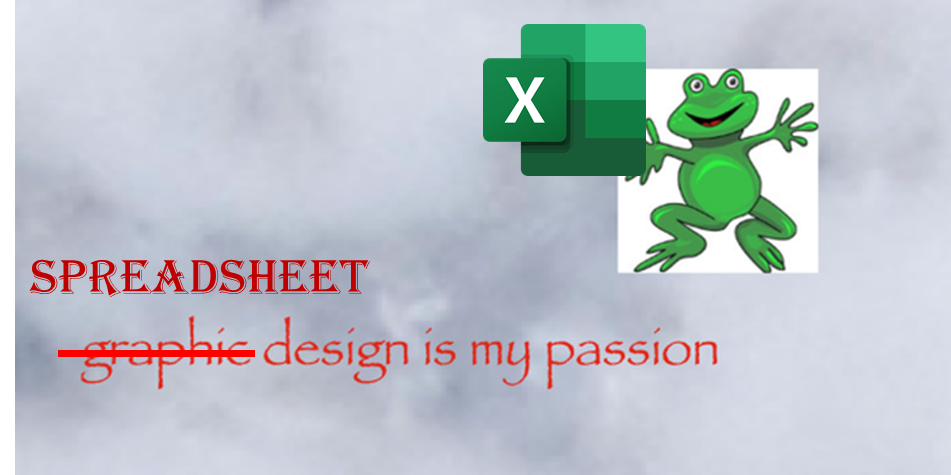 X
SPREADSHEET
graphic design is my passion